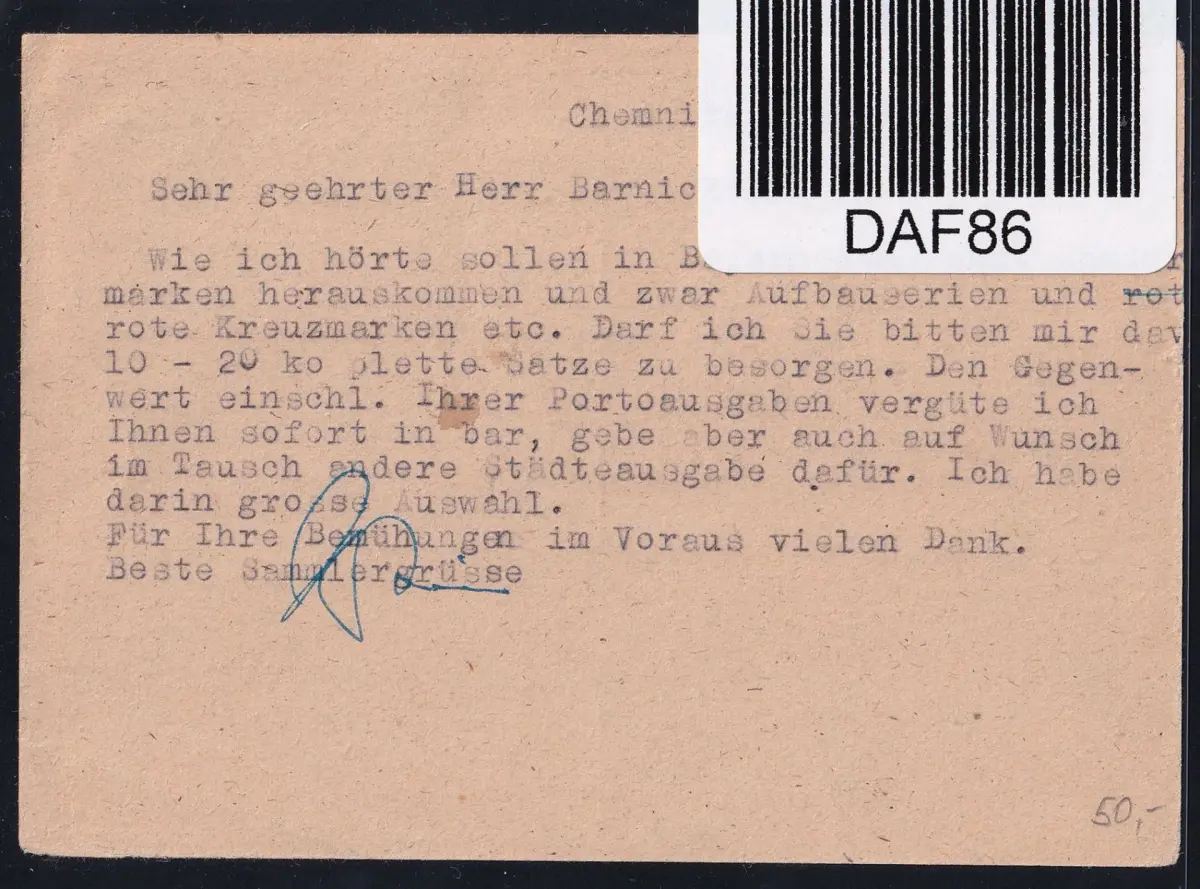 DAF86
Chemni
Sehr geehrter Herr Barnic
Wie ich hörte sollen in
marken herauskommen und zwar Aufbauserien und rot
rote Kreuzmarken etc. Darf ich Sie bitten mir dav
10 - 20 ko plette Sätze zu besorgen. Den Gegen-
wert einschl. Ihrer Portoausgaben vergüte ich
Ihnen sofort in bar, gebe aber auch auf Wunsch
im Tausch andere Städteausgabe dafür. Ich habe
darin grosse Auswahl.
Für Ihre Bemühungen im Voraus vielen Dank.
Beste Sammlergrüsse
50,-